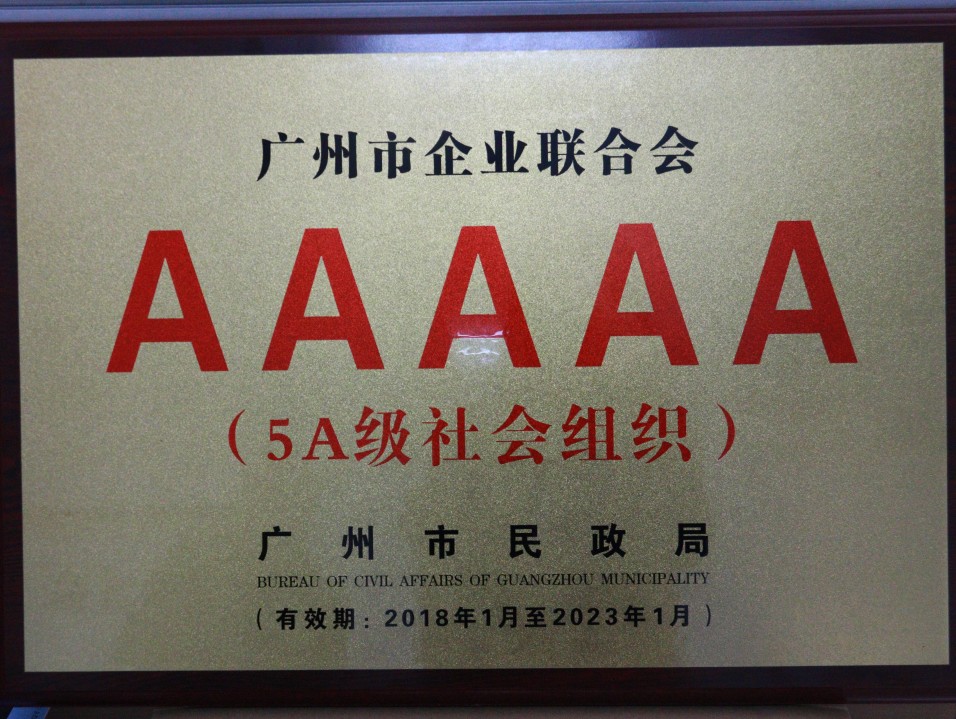 广州市企业联合会
AAAAA
（5A级社会组织）
广州市民政局
BUREAU OF CIVIL AFFAIRS OF GUANGZHOU MUNICIPALITY
（有效期：2018年1月至2023年1月）